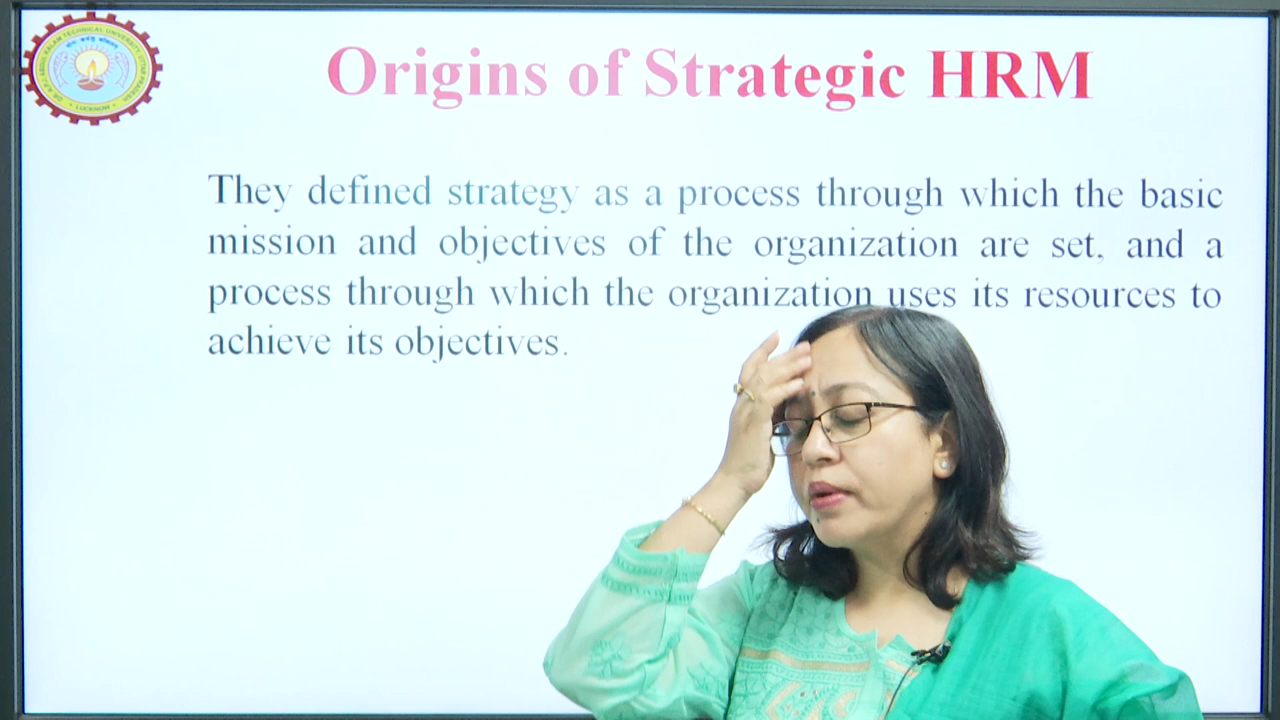 Origins of Strategic HRM
They defined strategy as a process through which the basic
mission and objectives of the organization are set, and a
process through which the organization uses its resources to
achieve its objectives.
LUCKNOW